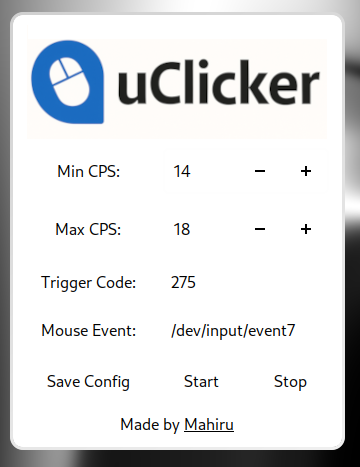 uClicker
Min CPS: 14 − +
Max CPS: 18 − +
Trigger Code: 275
Mouse Event: /dev/input/event7
Save Config Start Stop
Made by Mahiru